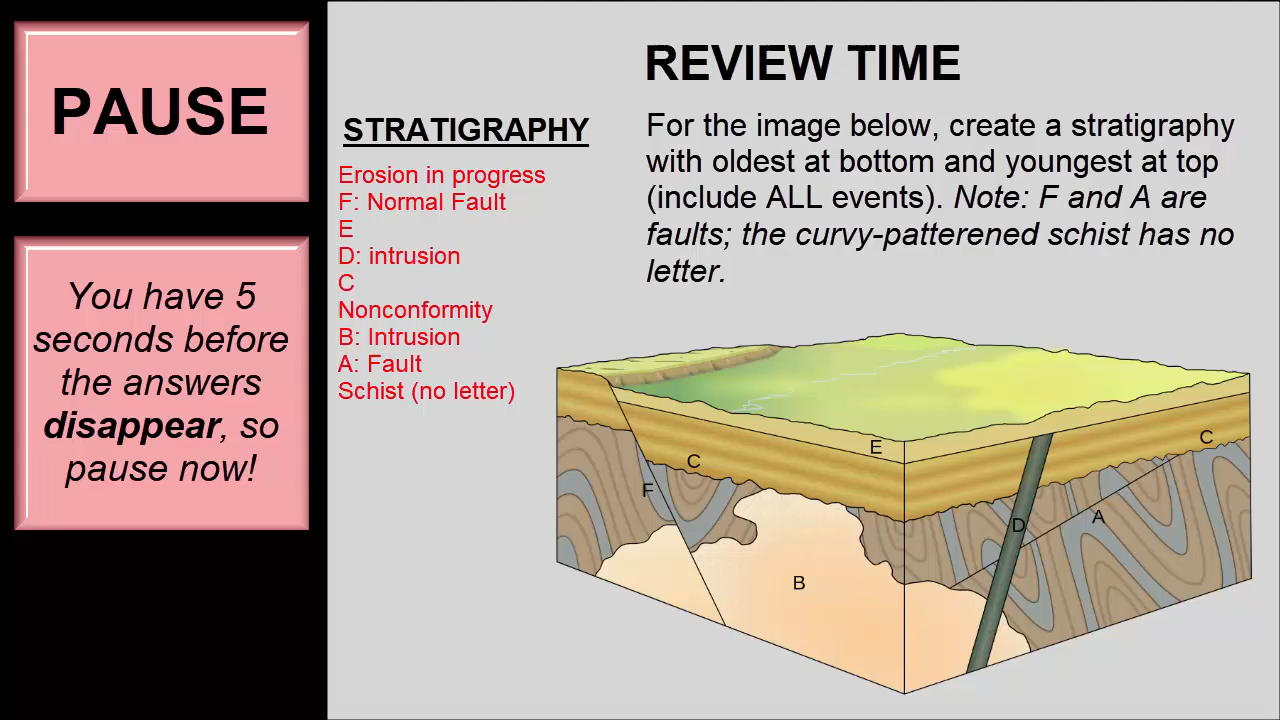 PAUSE
You have 5
seconds before
the answers
disappear, so
pause now!
STRATIGRAPHY
Erosion in progress
F: Normal Fault
E
D: intrusion
C
Nonconformity
B: Intrusion
A: Fault
Schist (no letter)
REVIEW TIME
For the image below, create a stratigraphy
with oldest at bottom and youngest at top
(include ALL events). Note: F and A are
faults; the curvy-patterened schist has no
letter.
C
E
C
F
D
A
B